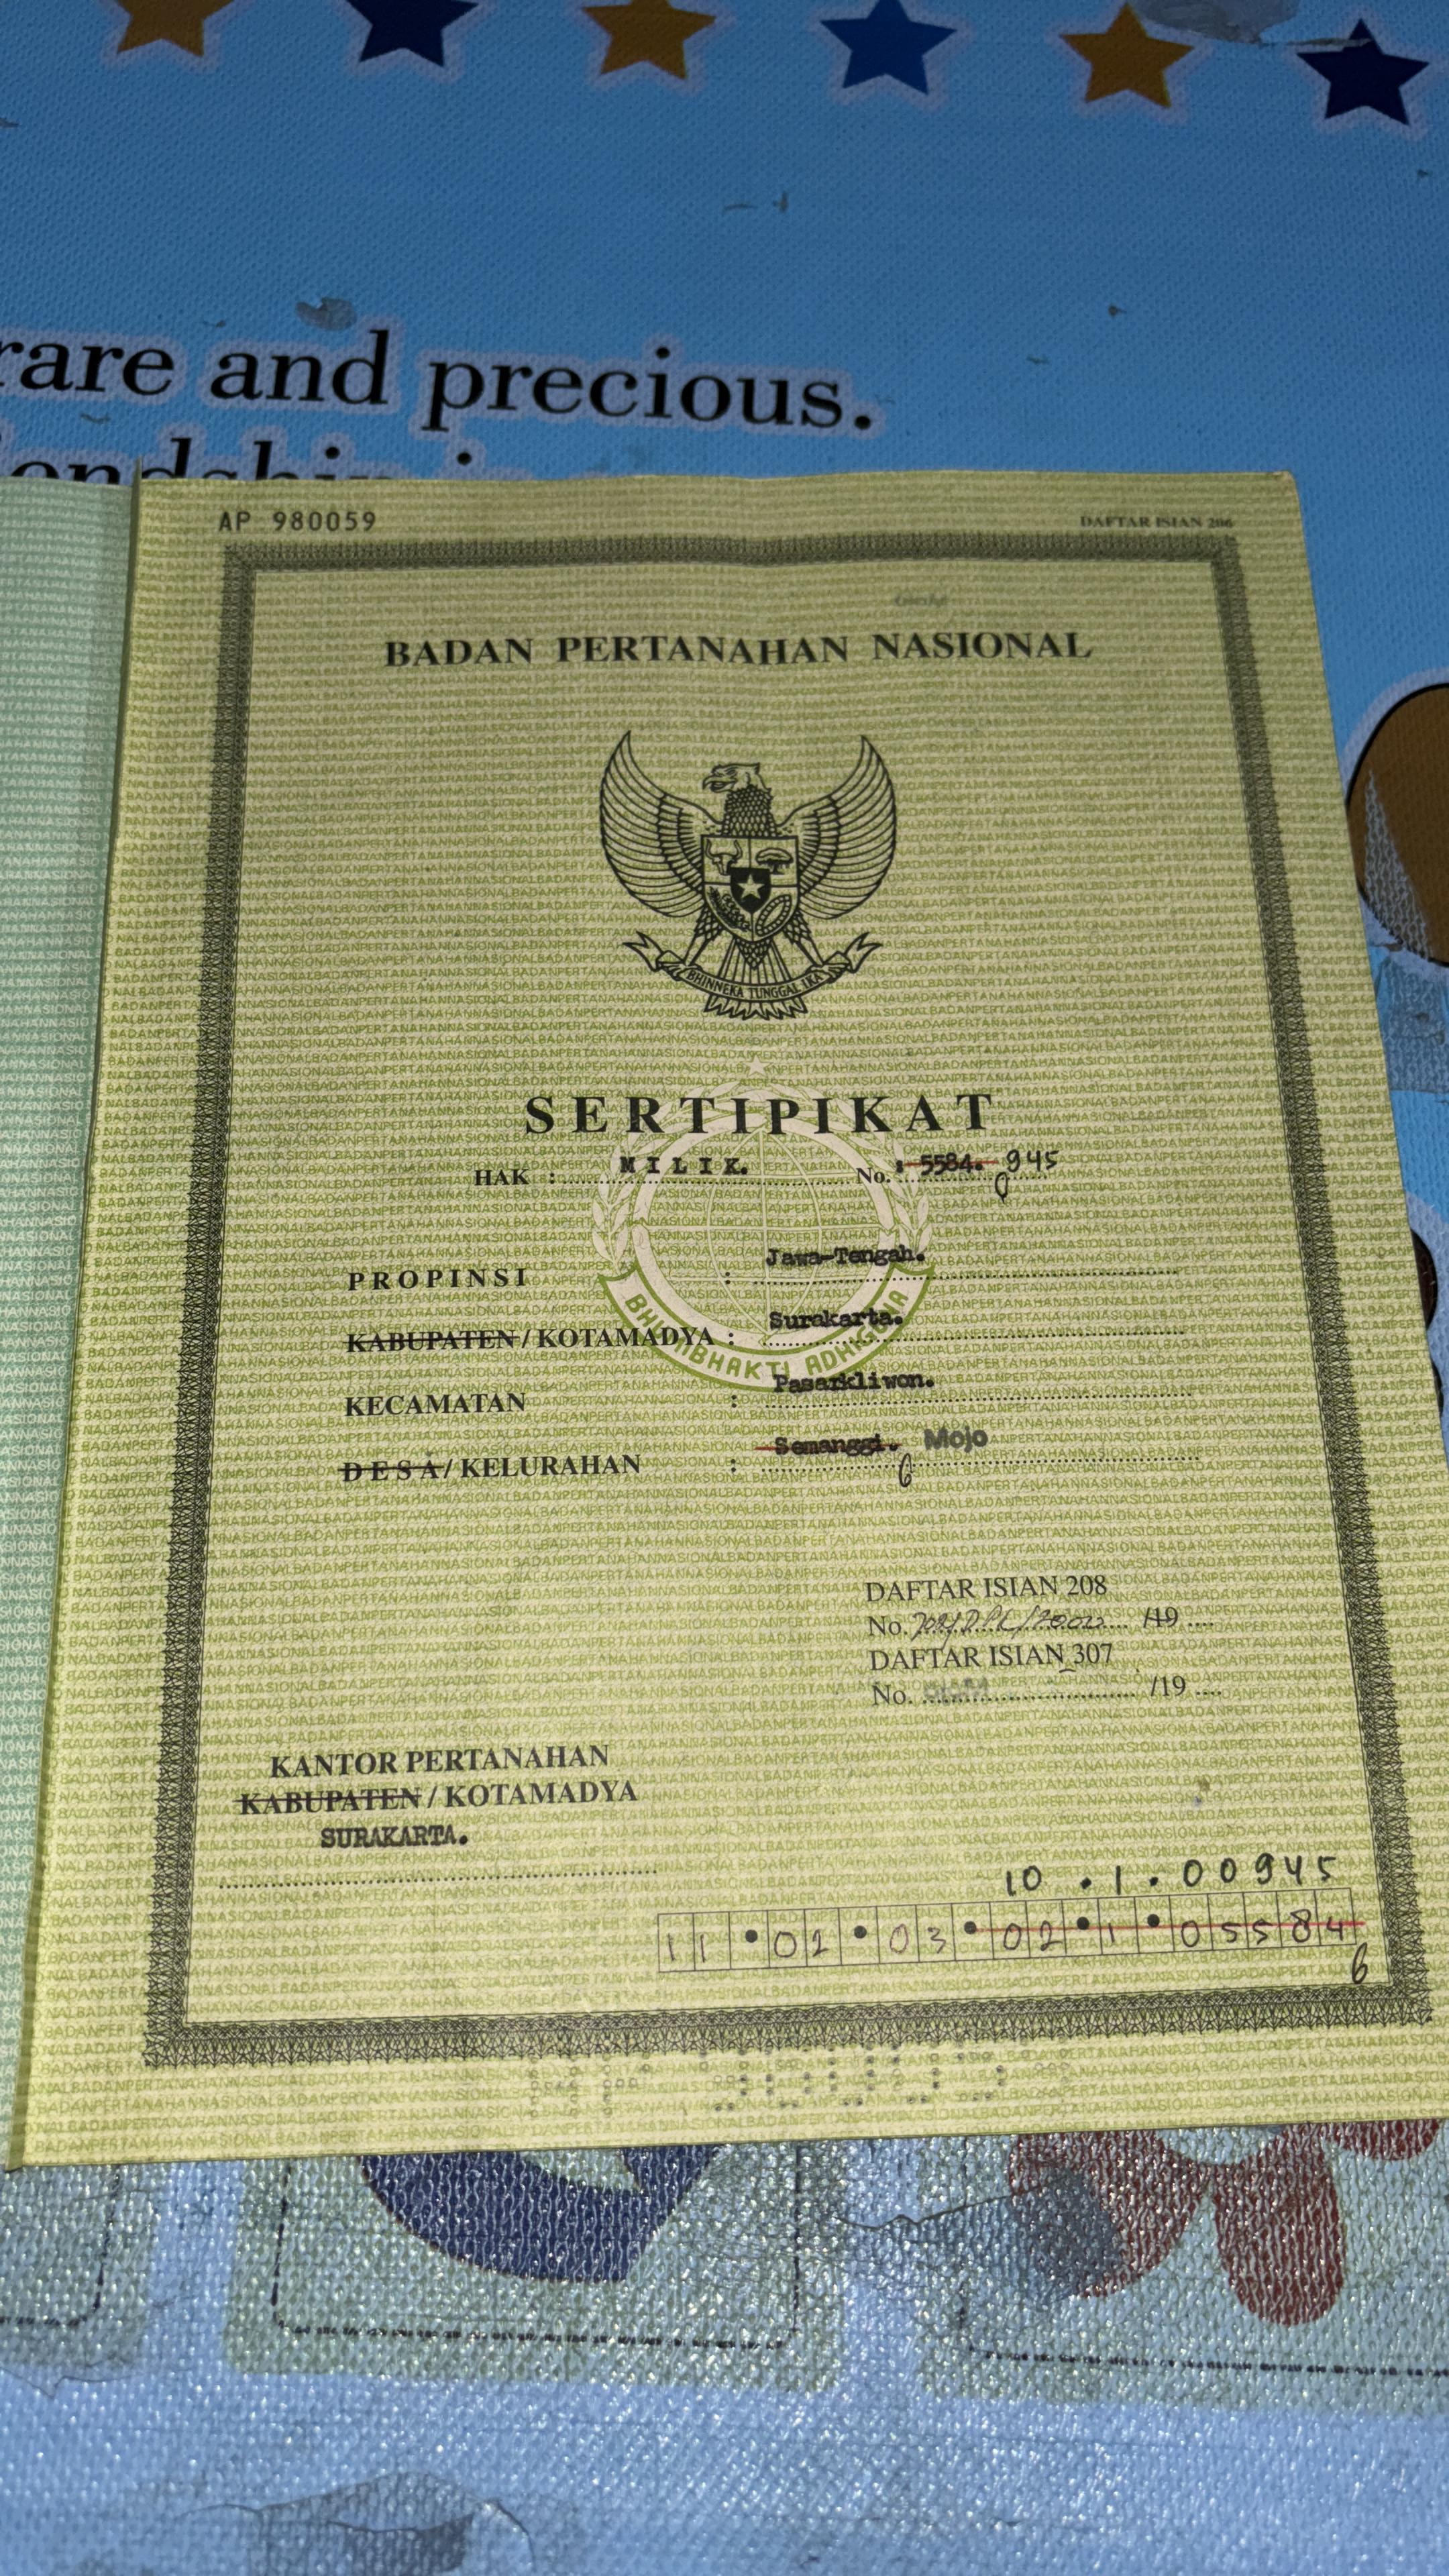 rare and precious.
AP 980059
DAFTAR ISIAN 206
BADAN PERTANAHAN NASIONAL
BHINNEKA TUNGGAL IKA
SERTIPIKAT
HAK : MILIK. No. : 5584. 945
PROPINSI : Jawa-Tengah.
KABUPATEN / KOTAMADYA : Surakarta.
BHUMI BHAKTI ADHIGUNA
KECAMATAN : Pasarkliwon.
DESA / KELURAHAN : Semanggi. Mojo
DAFTAR ISIAN 208
No. /2000 /19 ....
DAFTAR ISIAN 307
No. /19 ....
KANTOR PERTANAHAN
KABUPATEN / KOTAMADYA
SURAKARTA.
10 . 1 . 00945
11 • 02 • 03 • 02 • 1 • 05584